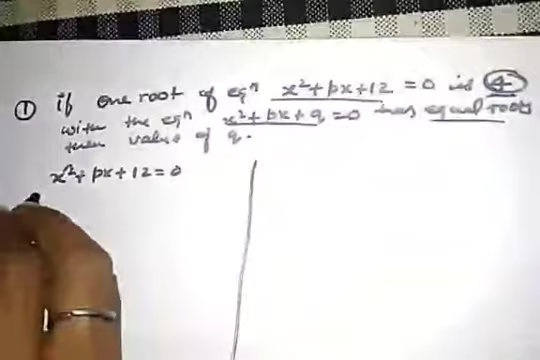 ① If one root of eqⁿ x²+px+12 = 0 is 4
with the eqⁿ x²+px+q = 0 has equal roots
then value of q.
x²+px+12=0